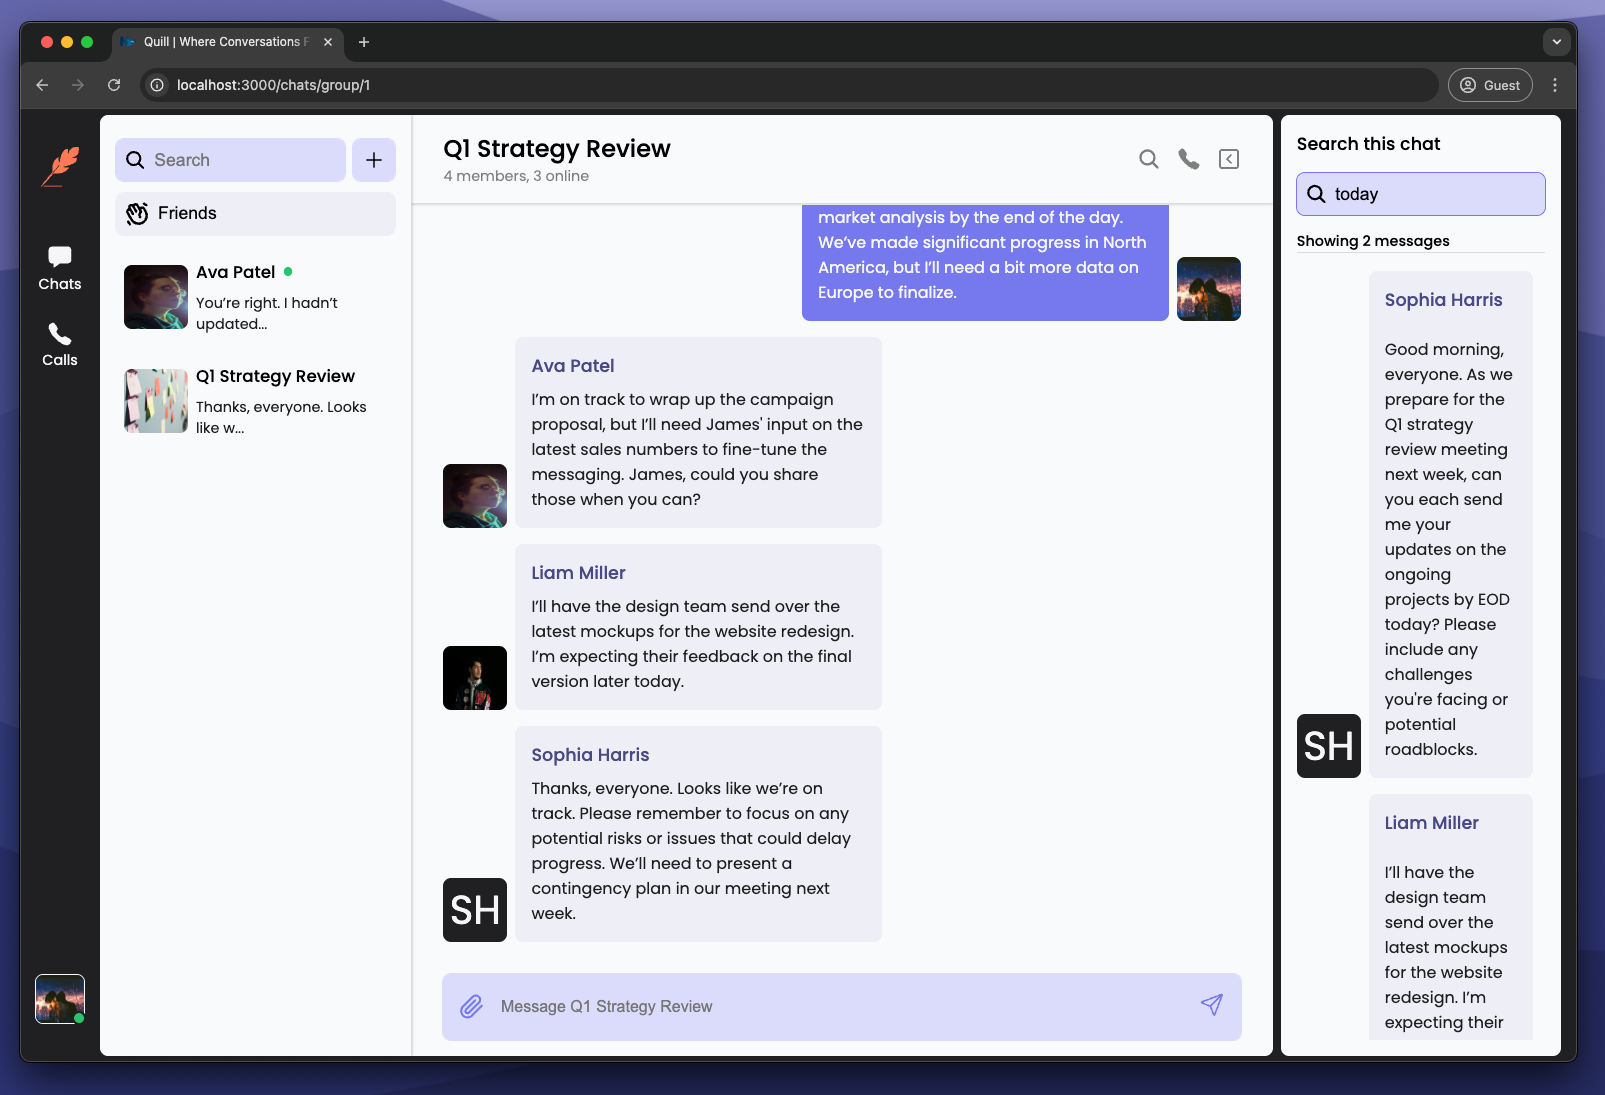 Quill | Where Conversations F
localhost:3000/chats/group/1
Guest
Chats
Calls
Search
Friends
Ava Patel
You’re right. I hadn’t
updated...
Q1 Strategy Review
Thanks, everyone. Looks
like w...
Q1 Strategy Review
4 members, 3 online
market analysis by the end of the day.
We’ve made significant progress in North
America, but I’ll need a bit more data on
Europe to finalize.
Ava Patel
I’m on track to wrap up the campaign
proposal, but I’ll need James' input on the
latest sales numbers to fine-tune the
messaging. James, could you share
those when you can?
Liam Miller
I’ll have the design team send over the
latest mockups for the website redesign.
I’m expecting their feedback on the final
version later today.
Sophia Harris
Thanks, everyone. Looks like we’re on
track. Please remember to focus on any
potential risks or issues that could delay
progress. We’ll need to present a
contingency plan in our meeting next
week.
SH
Message Q1 Strategy Review
Search this chat
today
Showing 2 messages
Sophia Harris
Good morning,
everyone. As we
prepare for the
Q1 strategy
review meeting
next week, can
you each send
me your
updates on the
ongoing
projects by EOD
today? Please
include any
challenges
you're facing or
potential
roadblocks.
SH
Liam Miller
I’ll have the
design team
send over the
latest mockups
for the website
redesign. I’m
expecting their